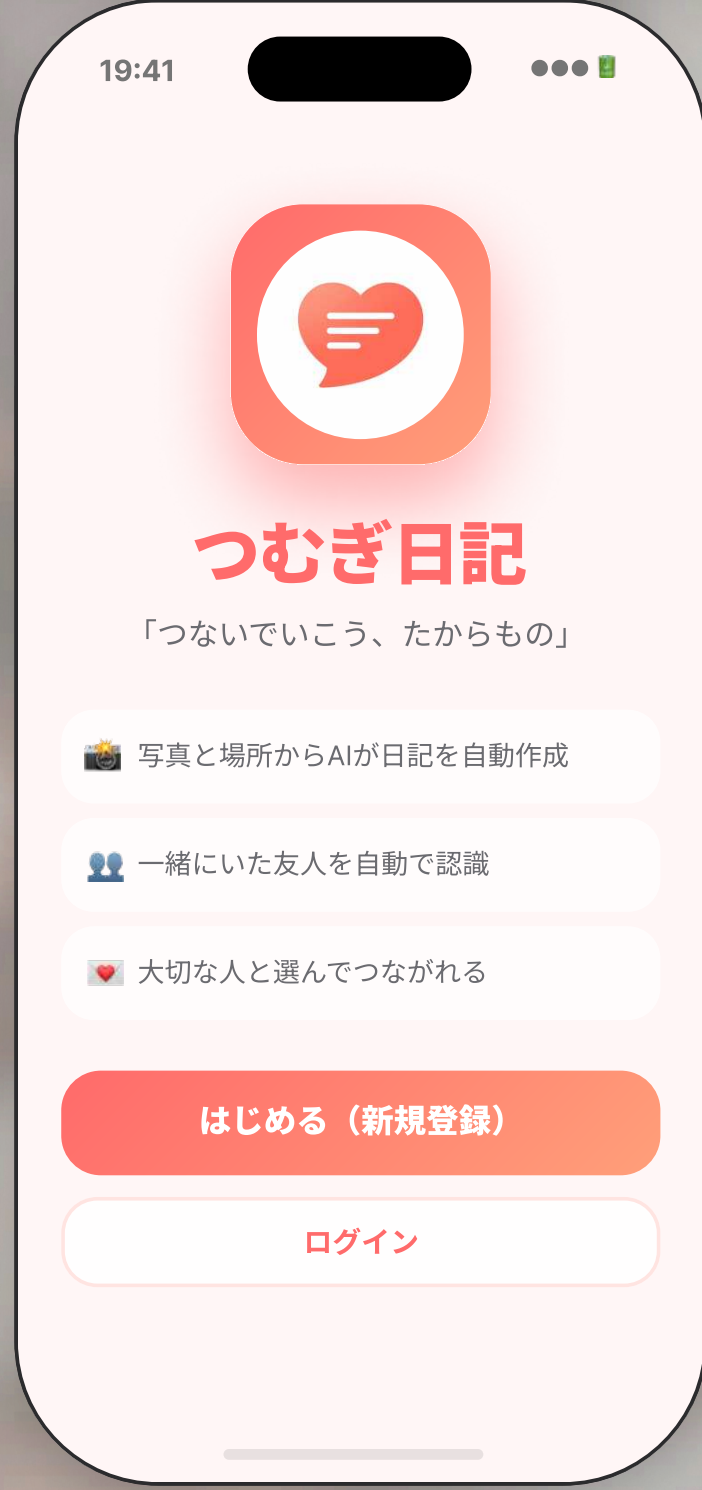 19:41
つむぎ日記
「つないでいこう、たからもの」
写真と場所からAIが日記を自動作成
一緒にいた友人を自動で認識
大切な人と選んでつながれる
はじめる（新規登録）
ログイン